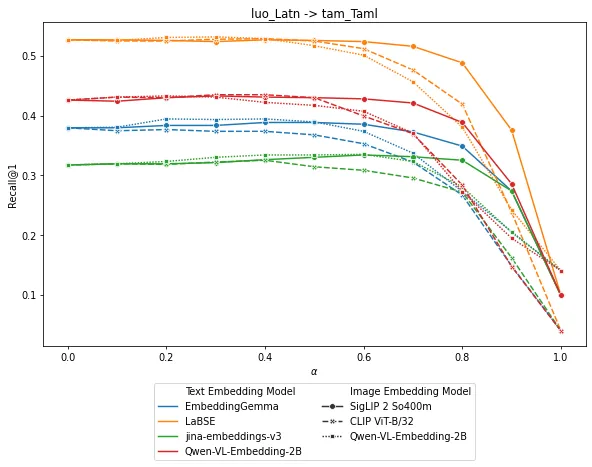 luo_Latn -> tam_Taml
Recall@1
0.5
0.4
0.3
0.2
0.1
0.0 0.2 0.4 0.6 0.8 1.0
α
Text Embedding Model Image Embedding Model
EmbeddingGemma SigLIP 2 So400m
LaBSE CLIP ViT-B/32
jina-embeddings-v3 Qwen-VL-Embedding-2B
Qwen-VL-Embedding-2B